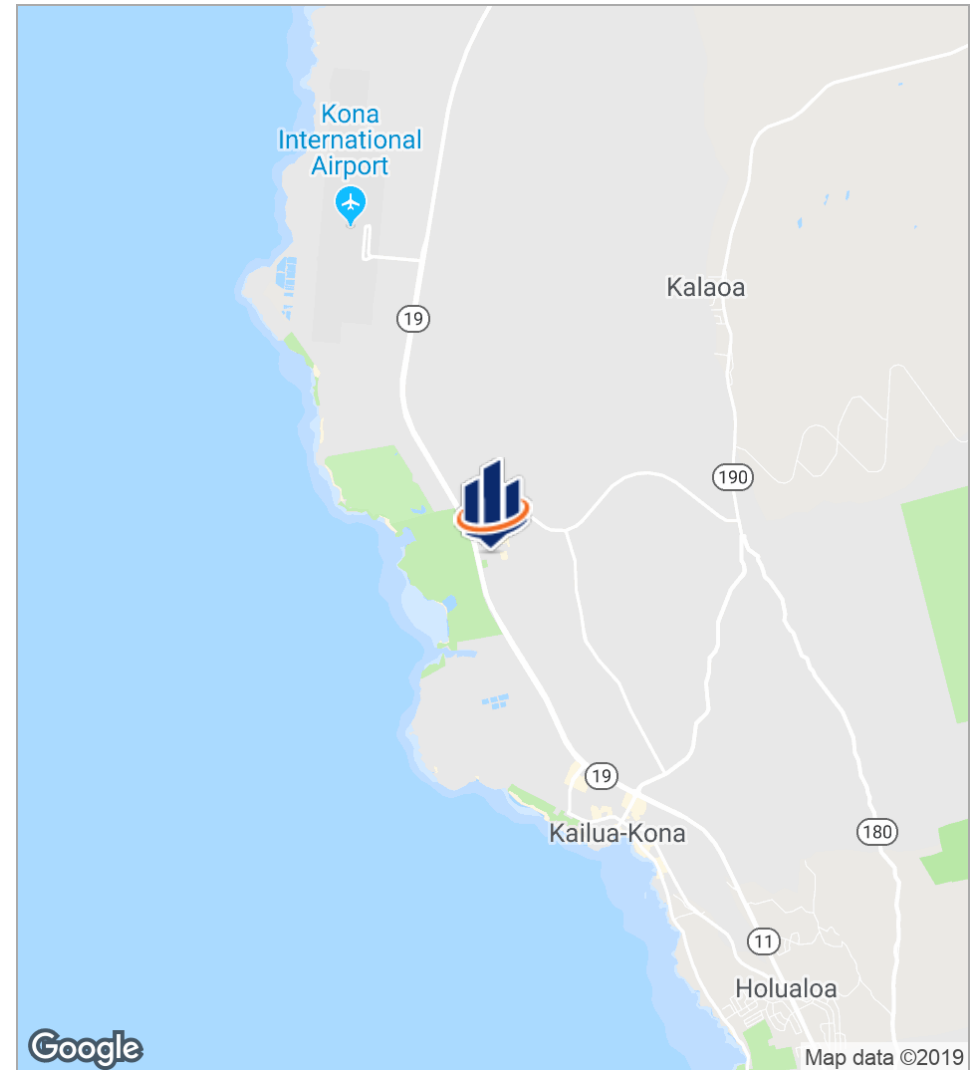 Kona
International
Airport
Kalaoa
19
190
19
Kailua-Kona
180
11
Holualoa
Google
Map data ©2019